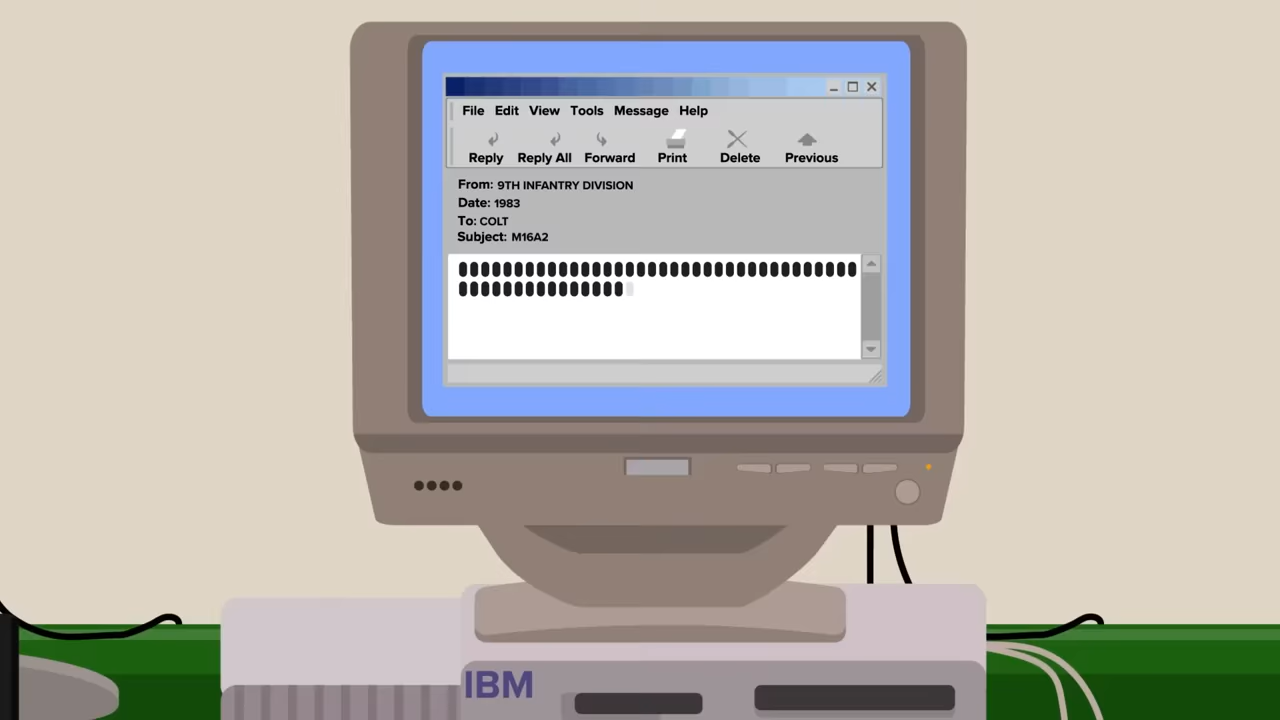 File Edit View Tools Message Help
Reply Reply All Forward Print Delete Previous
From: 9TH INFANTRY DIVISION
Date: 1983
To: COLT
Subject: M16A2
IBM